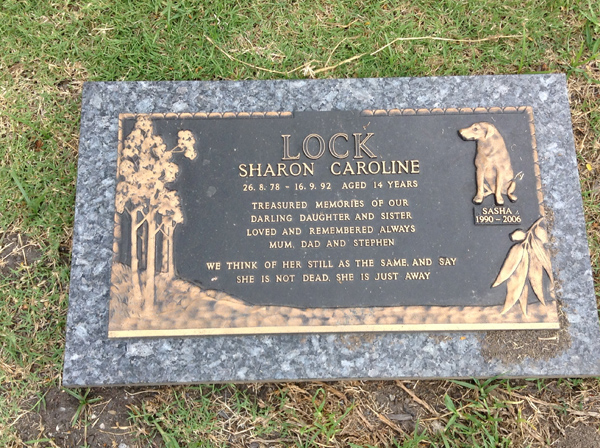 LOCK
SHARON CAROLINE
26. 8. 78 - 16. 9. 92 AGED 14 YEARS
TREASURED MEMORIES OF OUR
DARLING DAUGHTER AND SISTER
LOVED AND REMEMBERED ALWAYS
MUM, DAD AND STEPHEN
WE THINK OF HER STILL AS THE SAME, AND SAY
SHE IS NOT DEAD, SHE IS JUST AWAY
SASHA
1990 - 2006